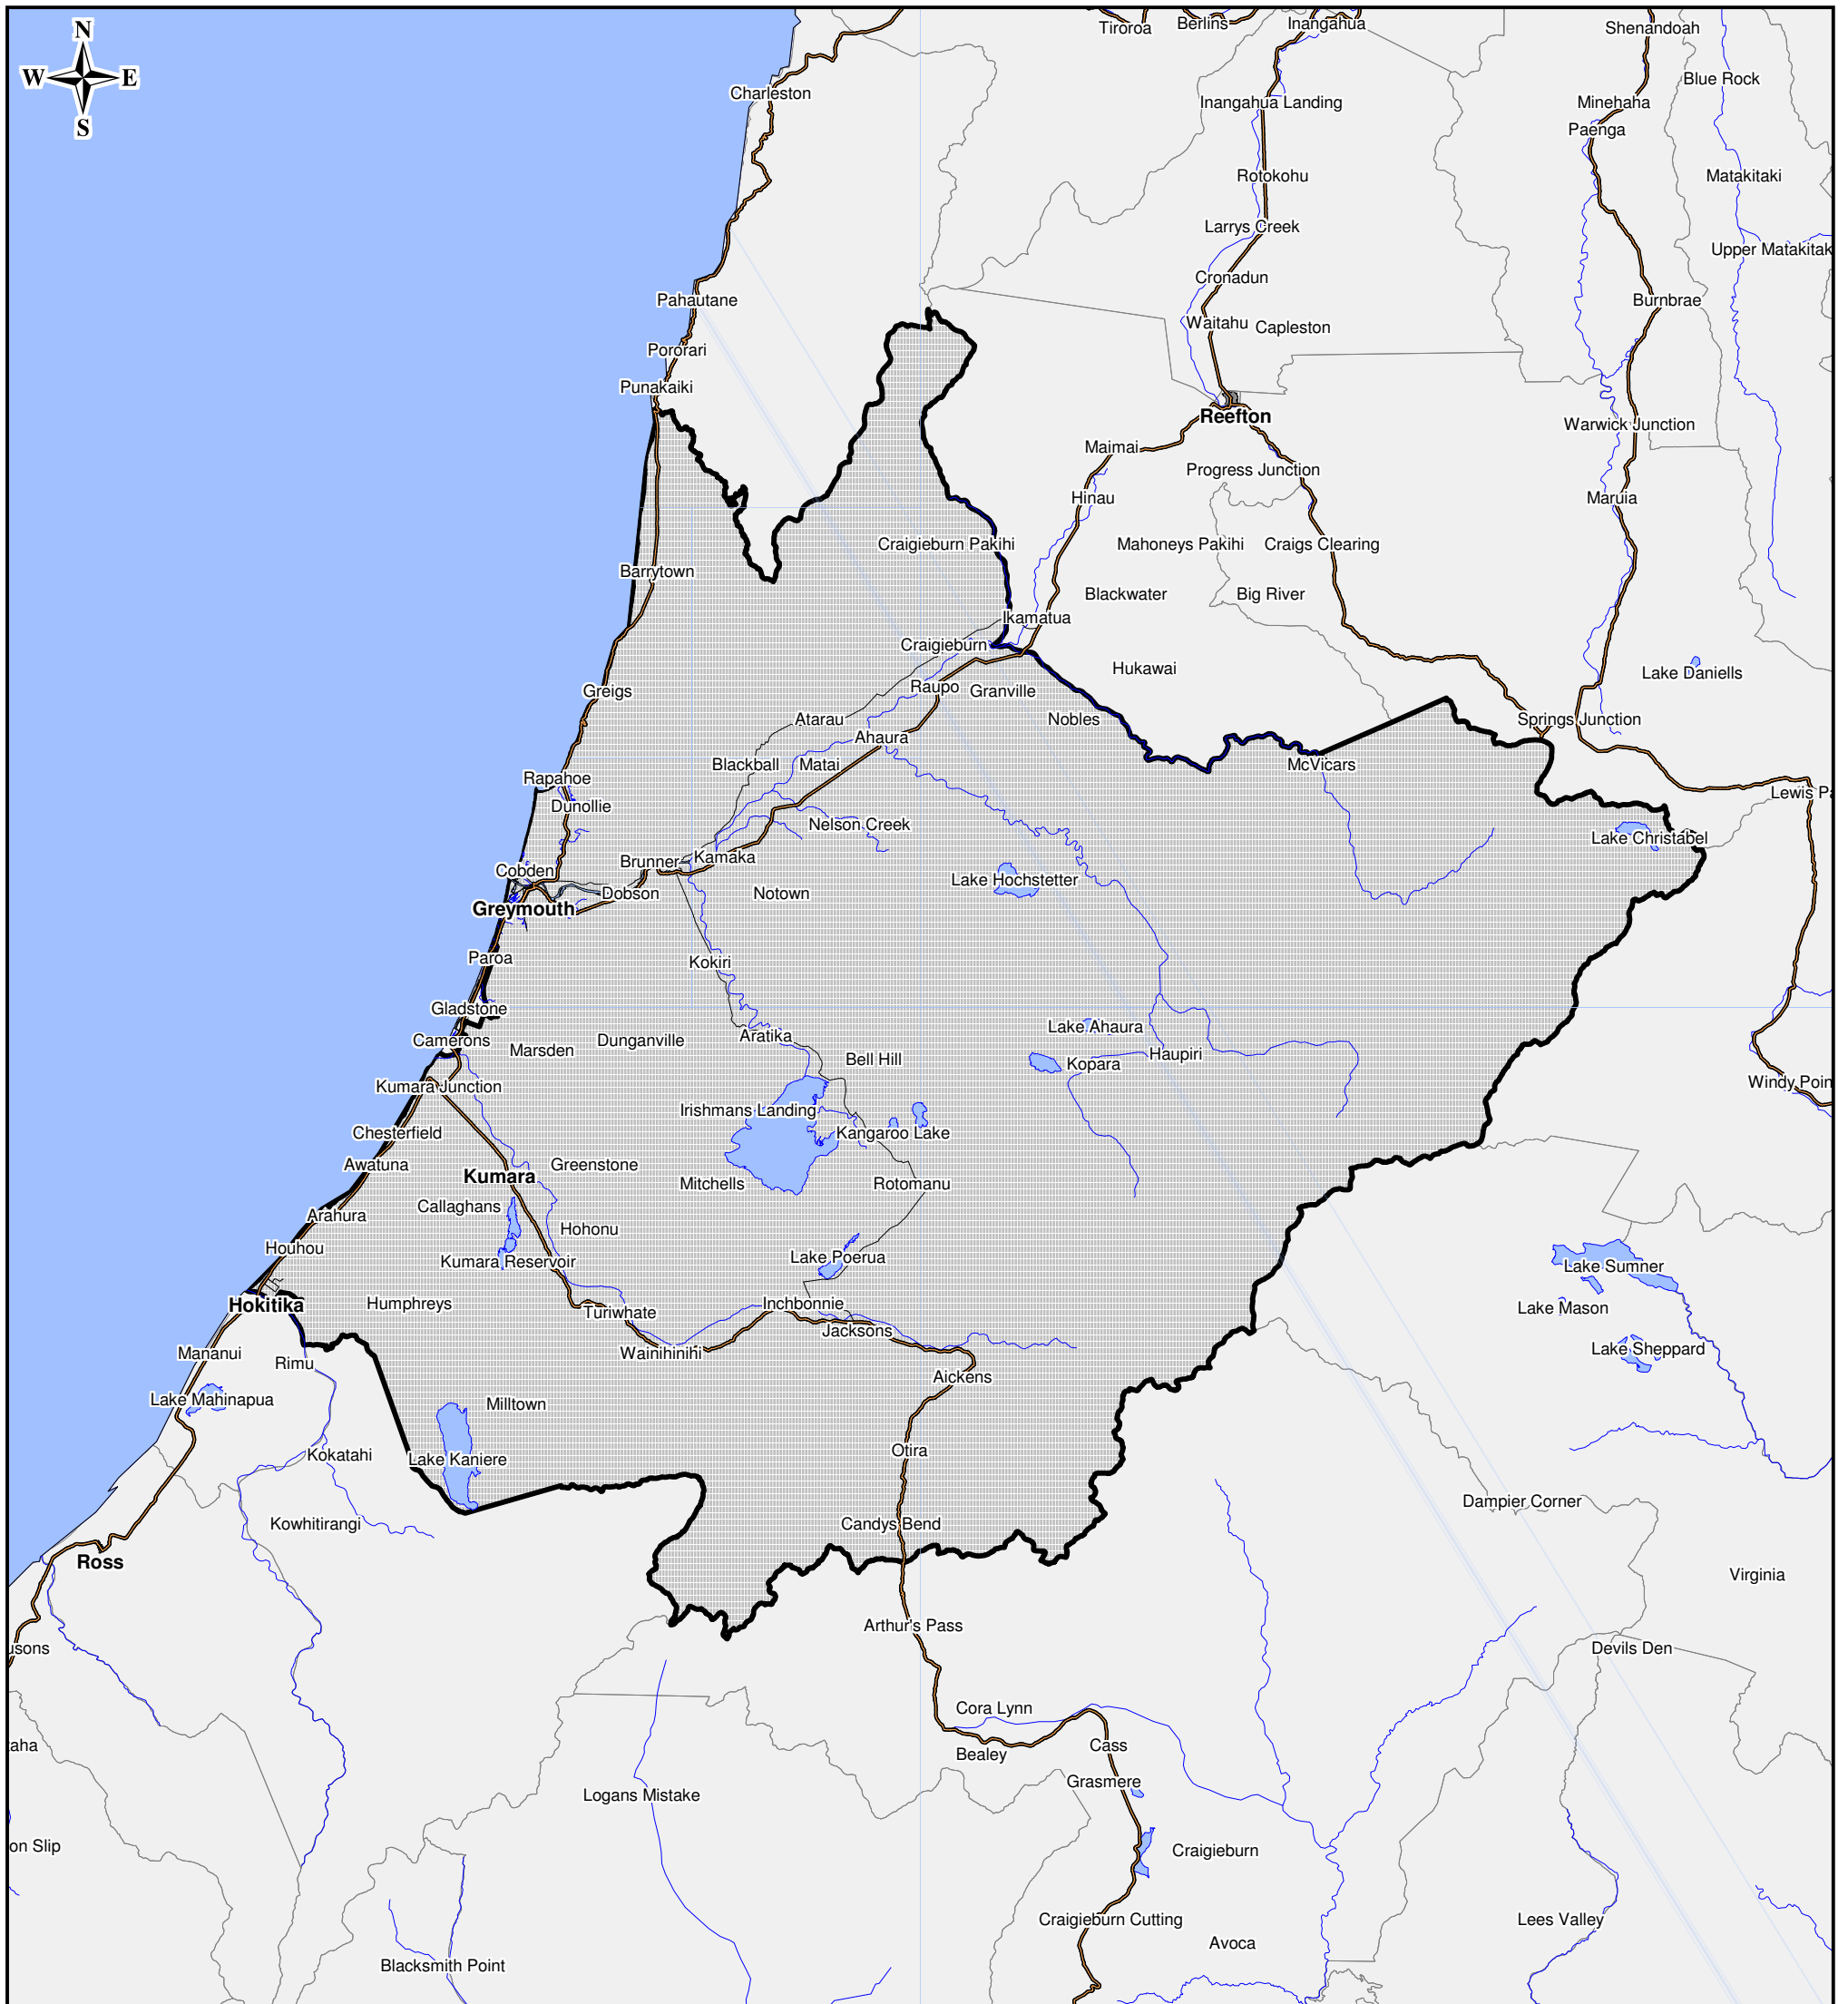 N
W E
S
Tiroroa
Berlins
Inangahua
Shenandoah
Blue Rock
Charleston
Inangahua Landing
Minehaha
Paenga
Rotokohu
Matakitaki
Larrys Creek
Upper Matakitak
Cronadun
Pahautane
Burnbrae
Waitahu
Capleston
Pororari
Punakaiki
Reefton
Warwick Junction
Maimai
Progress Junction
Hinau
Maruia
Craigieburn Pakihi
Mahoneys Pakihi
Craigs Clearing
Barrytown
Blackwater
Big River
Ikamatua
Craigieburn
Hukawai
Lake Daniells
Greigs
Raupo
Granville
Atarau
Nobles
Springs Junction
Ahaura
Blackball
Matai
McVicars
Rapahoe
Lewis Pa
Dunollie
Nelson Creek
Lake Christabel
Brunner
Kamaka
Cobden
Lake Hochstetter
Dobson
Notown
Greymouth
Paroa
Kokiri
Gladstone
Lake Ahaura
Camerons
Marsden
Dunganville
Aratika
Bell Hill
Haupiri
Kopara
Kumara Junction
Windy Poin
Irishmans Landing
Chesterfield
Kangaroo Lake
Awatuna
Greenstone
Kumara
Mitchells
Rotomanu
Callaghans
Arahura
Hohonu
Houhou
Kumara Reservoir
Lake Poerua
Lake Sumner
Hokitika
Humphreys
Turiwhate
Inchbonnie
Lake Mason
Jacksons
Mananui
Rimu
Wainihinihi
Lake Sheppard
Aickens
Lake Mahinapua
Milltown
Kokatahi
Lake Kaniere
Otira
Dampier Corner
Kowhitirangi
Candys Bend
Ross
Virginia
Arthur's Pass
usons
Devils Den
Cora Lynn
aha
Bealey
Cass
Grasmere
Logans Mistake
on Slip
Craigieburn
Craigieburn Cutting
Lees Valley
Avoca
Blacksmith Point